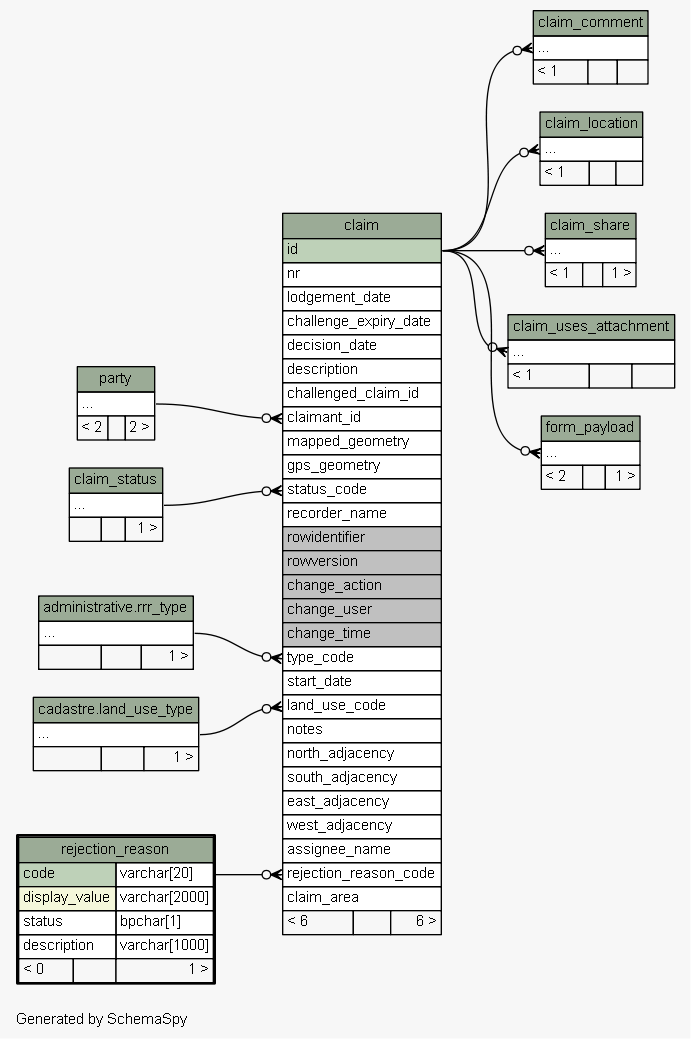 claim_comment
...
< 1
claim_location
...
< 1
claim_share
...
< 1 1 >
claim_uses_attachment
...
< 1
form_payload
...
< 2 1 >
claim
id
nr
lodgement_date
challenge_expiry_date
decision_date
description
challenged_claim_id
claimant_id
mapped_geometry
gps_geometry
status_code
recorder_name
rowidentifier
rowversion
change_action
change_user
change_time
type_code
start_date
land_use_code
notes
north_adjacency
south_adjacency
east_adjacency
west_adjacency
assignee_name
rejection_reason_code
claim_area
< 6 6 >
party
...
< 2 2 >
claim_status
...
1 >
administrative.rrr_type
...
1 >
cadastre.land_use_type
...
1 >
rejection_reason
code varchar[20]
display_value varchar[2000]
status bpchar[1]
description varchar[1000]
< 0 1 >
Generated by SchemaSpy